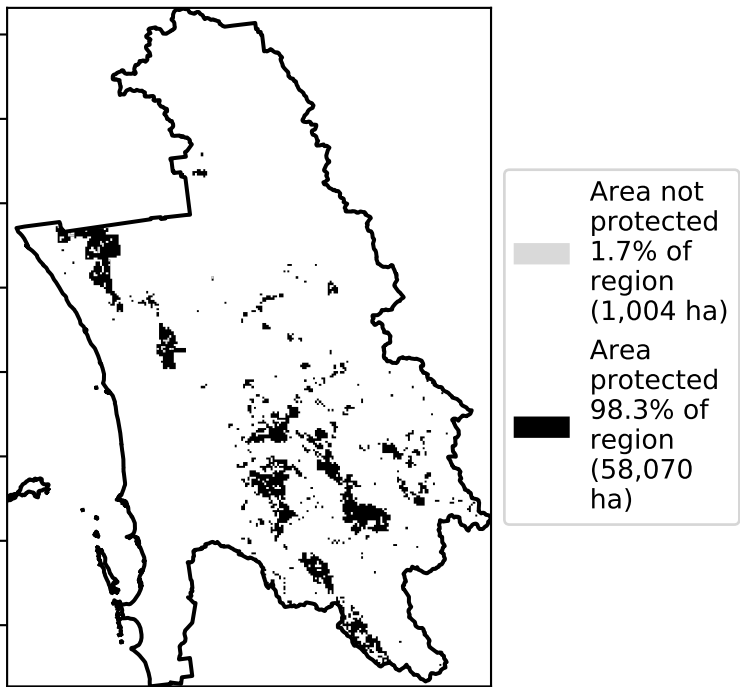 Area not
protected
1.7% of
region
(1,004 ha)
Area
protected
98.3% of
region
(58,070
ha)